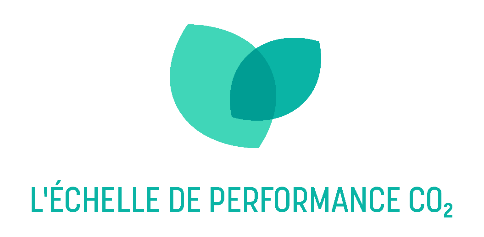 L'ÉCHELLE DE PERFORMANCE CO₂